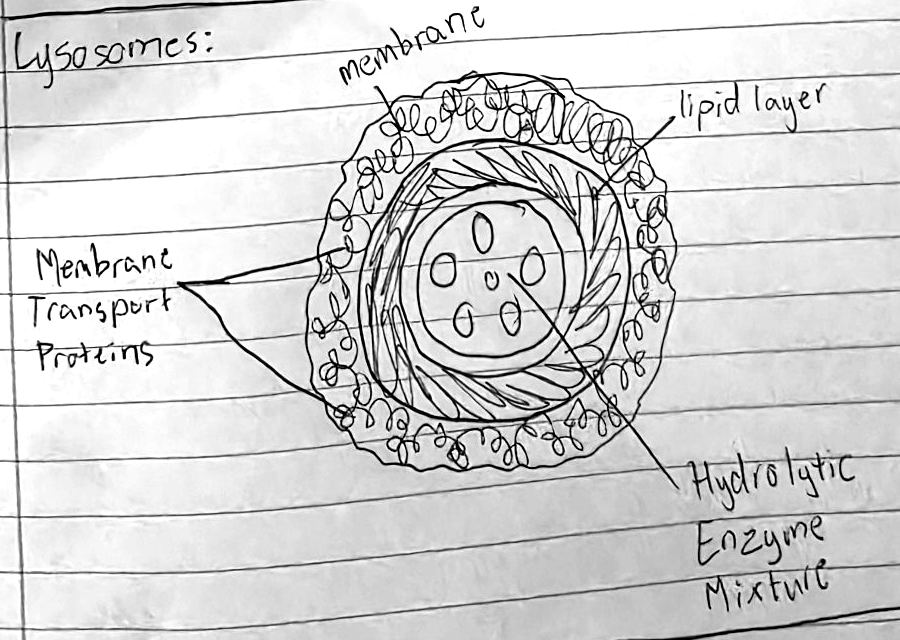 Lysosomes:
membrane
lipid layer
Membrane
Transport
Proteins
Hydrolytic
Enzyme
Mixture